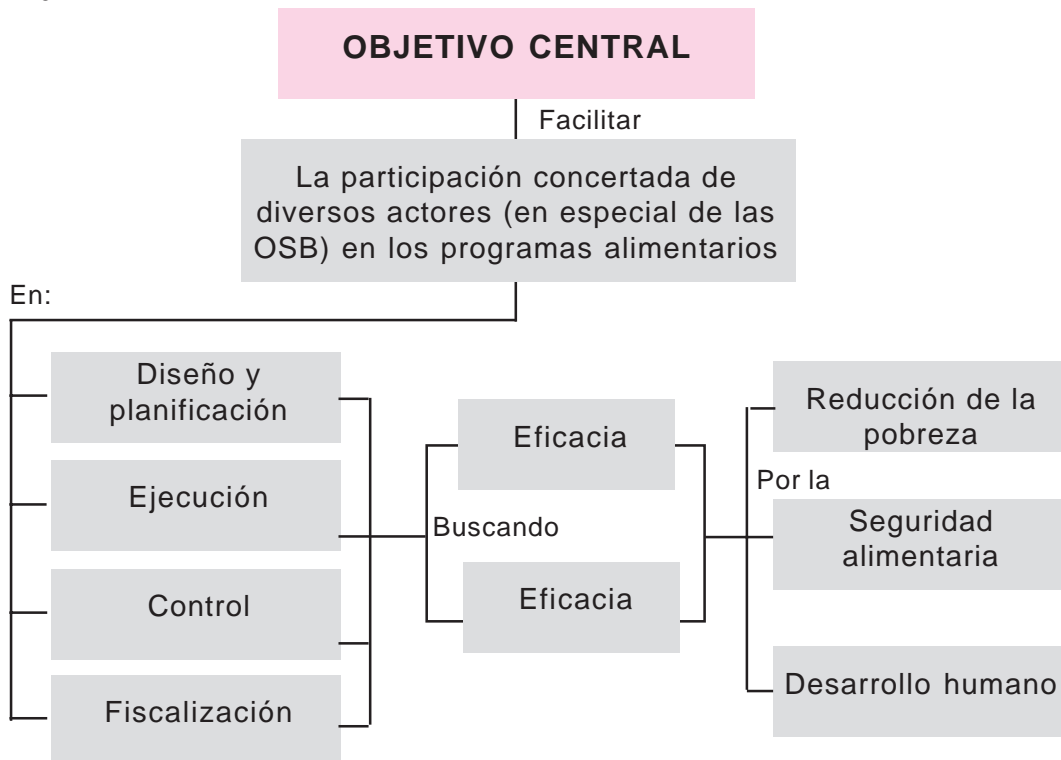 OBJETIVO CENTRAL
Facilitar
La participación concertada de
diversos actores (en especial de las
OSB) en los programas alimentarios
En:
Diseño y
planificación
Ejecución
Control
Fiscalización
Buscando
Eficacia
Eficacia
Por la
Reducción de la
pobreza
Seguridad
alimentaria
Desarrollo humano